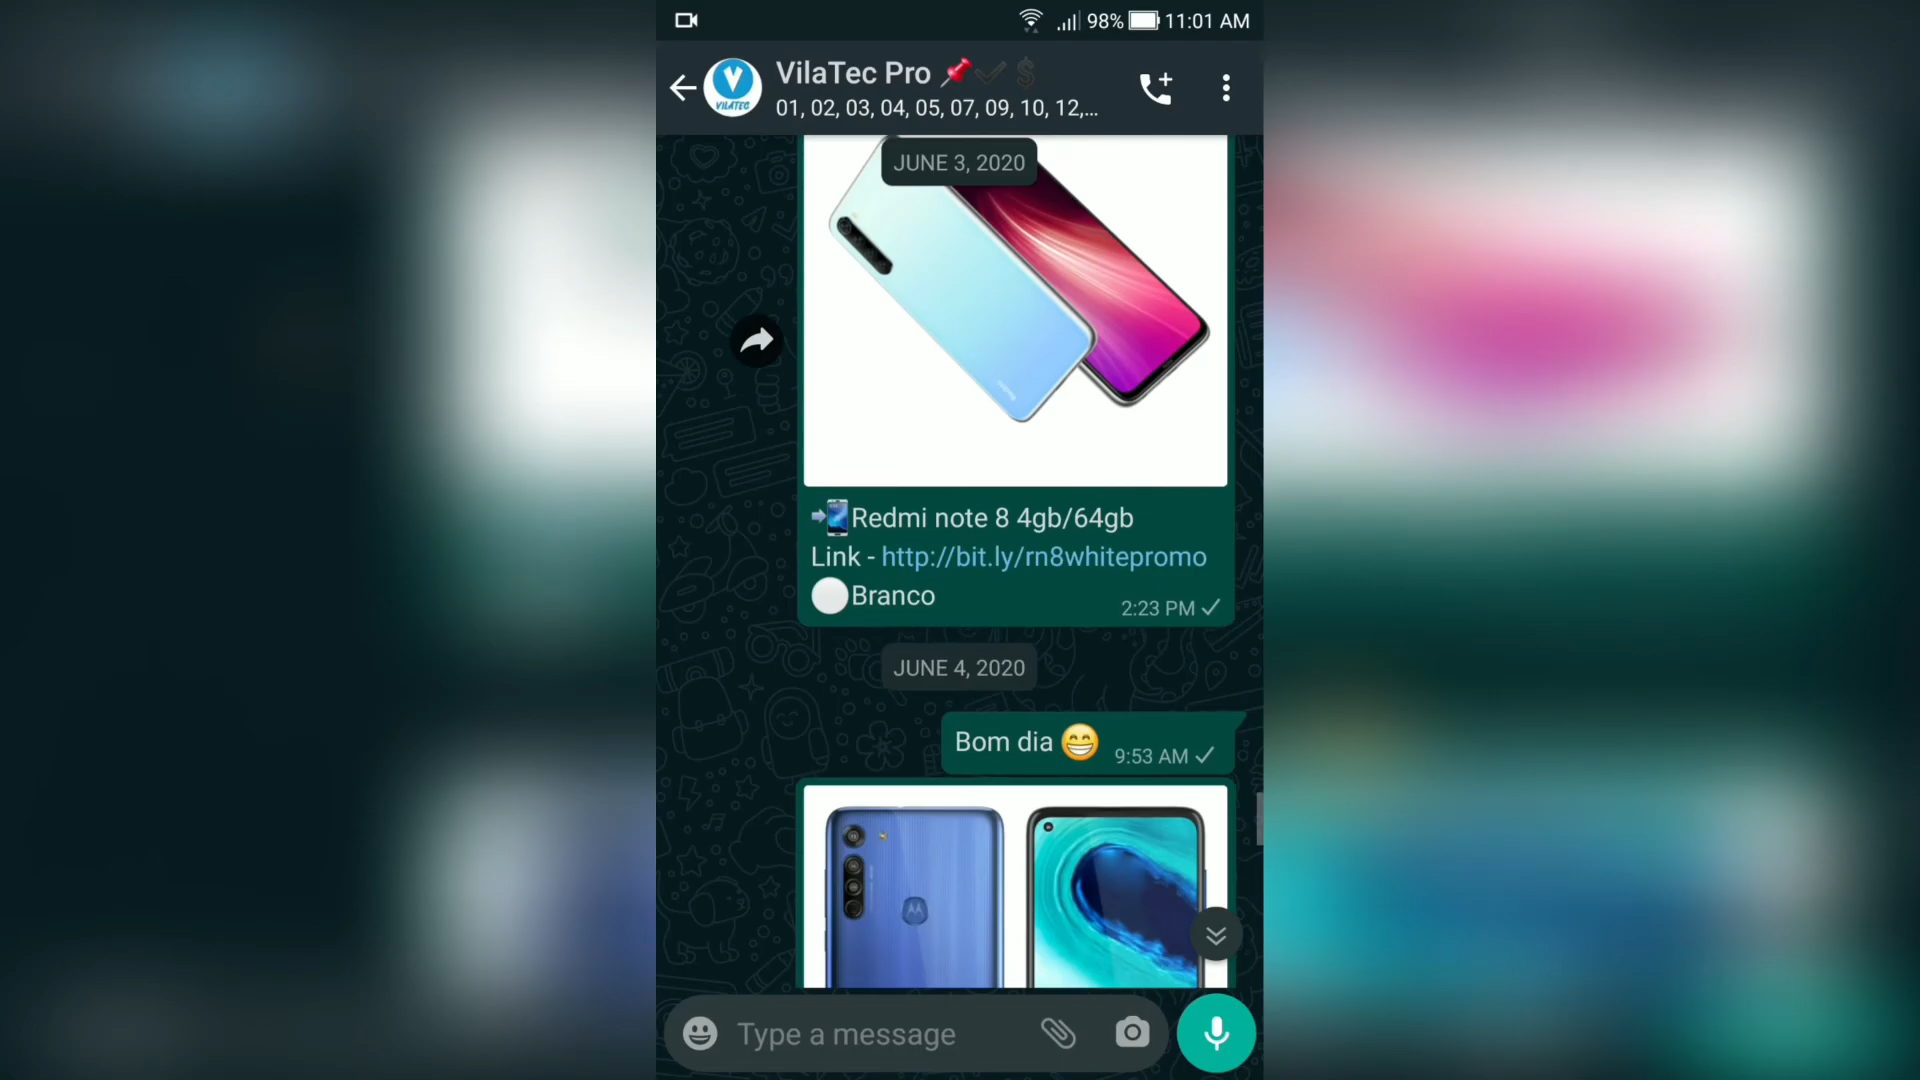 98% 11:01 AM
VilaTec Pro
VILATEC
01, 02, 03, 04, 05, 07, 09, 10, 12,...
JUNE 3, 2020
Redmi note 8 4gb/64gb
Link - http://bit.ly/rn8whitepromo
Branco
2:23 PM
JUNE 4, 2020
Bom dia 😁
9:53 AM
Type a message